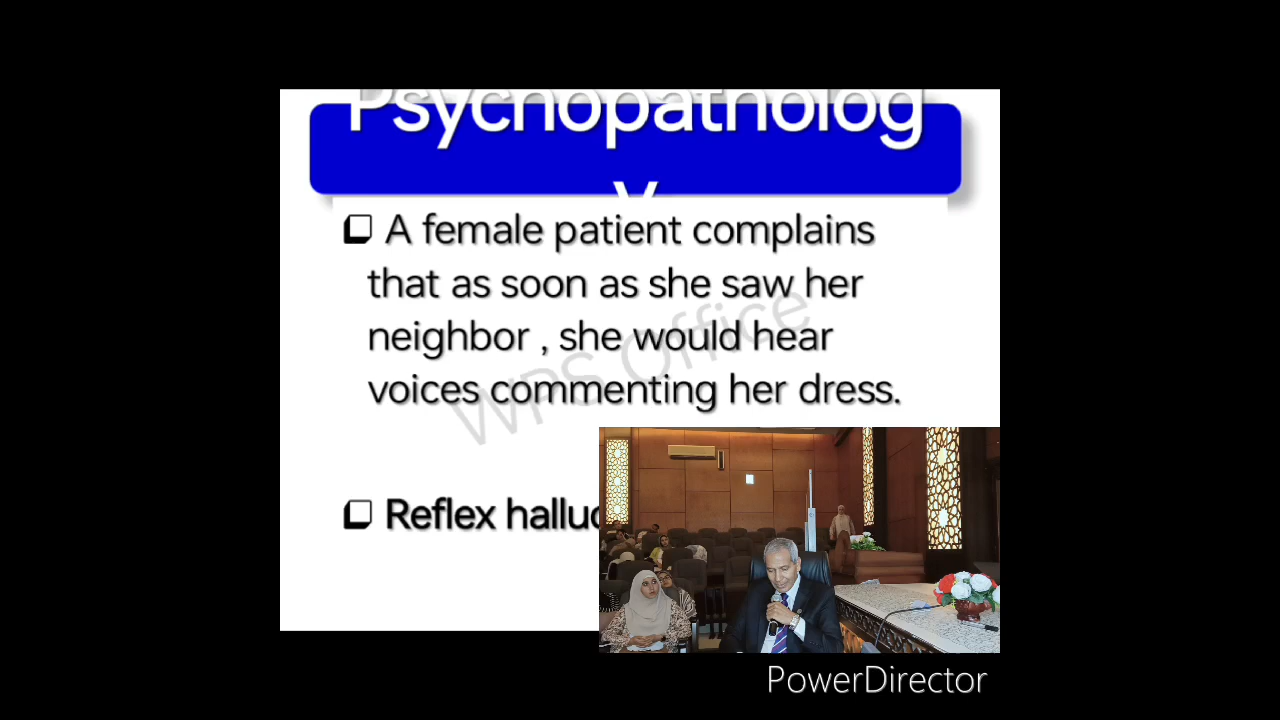 Psychopatholog
y
A female patient complains
that as soon as she saw her
neighbor , she would hear
voices commenting her dress.
WPS Office
Reflex
PowerDirector